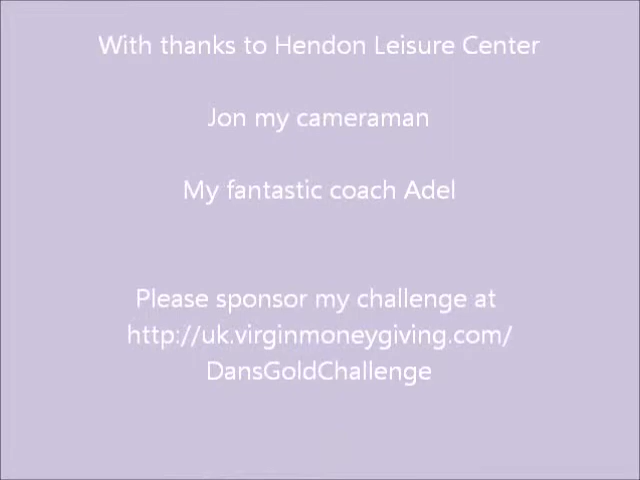 With thanks to Hendon Leisure Center
Jon my cameraman
My fantastic coach Adel
Please sponsor my challenge at
http://uk.virginmoneygiving.com/
DansGoldChallenge